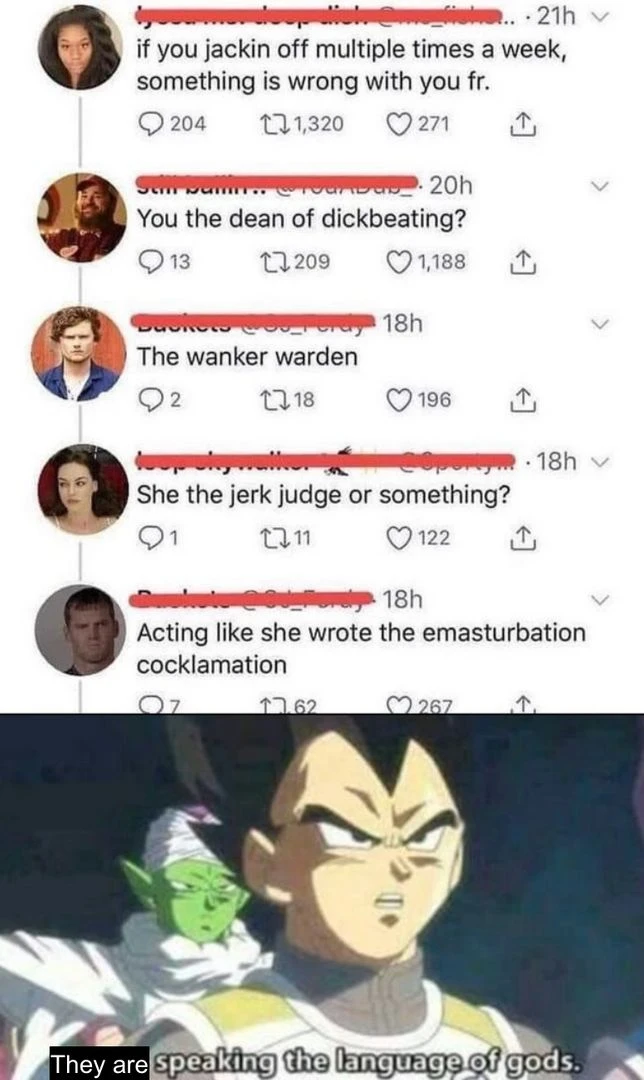 · 21h
if you jackin off multiple times a week,
something is wrong with you fr.
204 1,320 271
· 20h
You the dean of dickbeating?
13 209 1,188
18h
The wanker warden
2 18 196
· 18h
She the jerk judge or something?
1 11 122
18h
Acting like she wrote the emasturbation
cocklamation
7 62 267
They are speaking the language of gods.